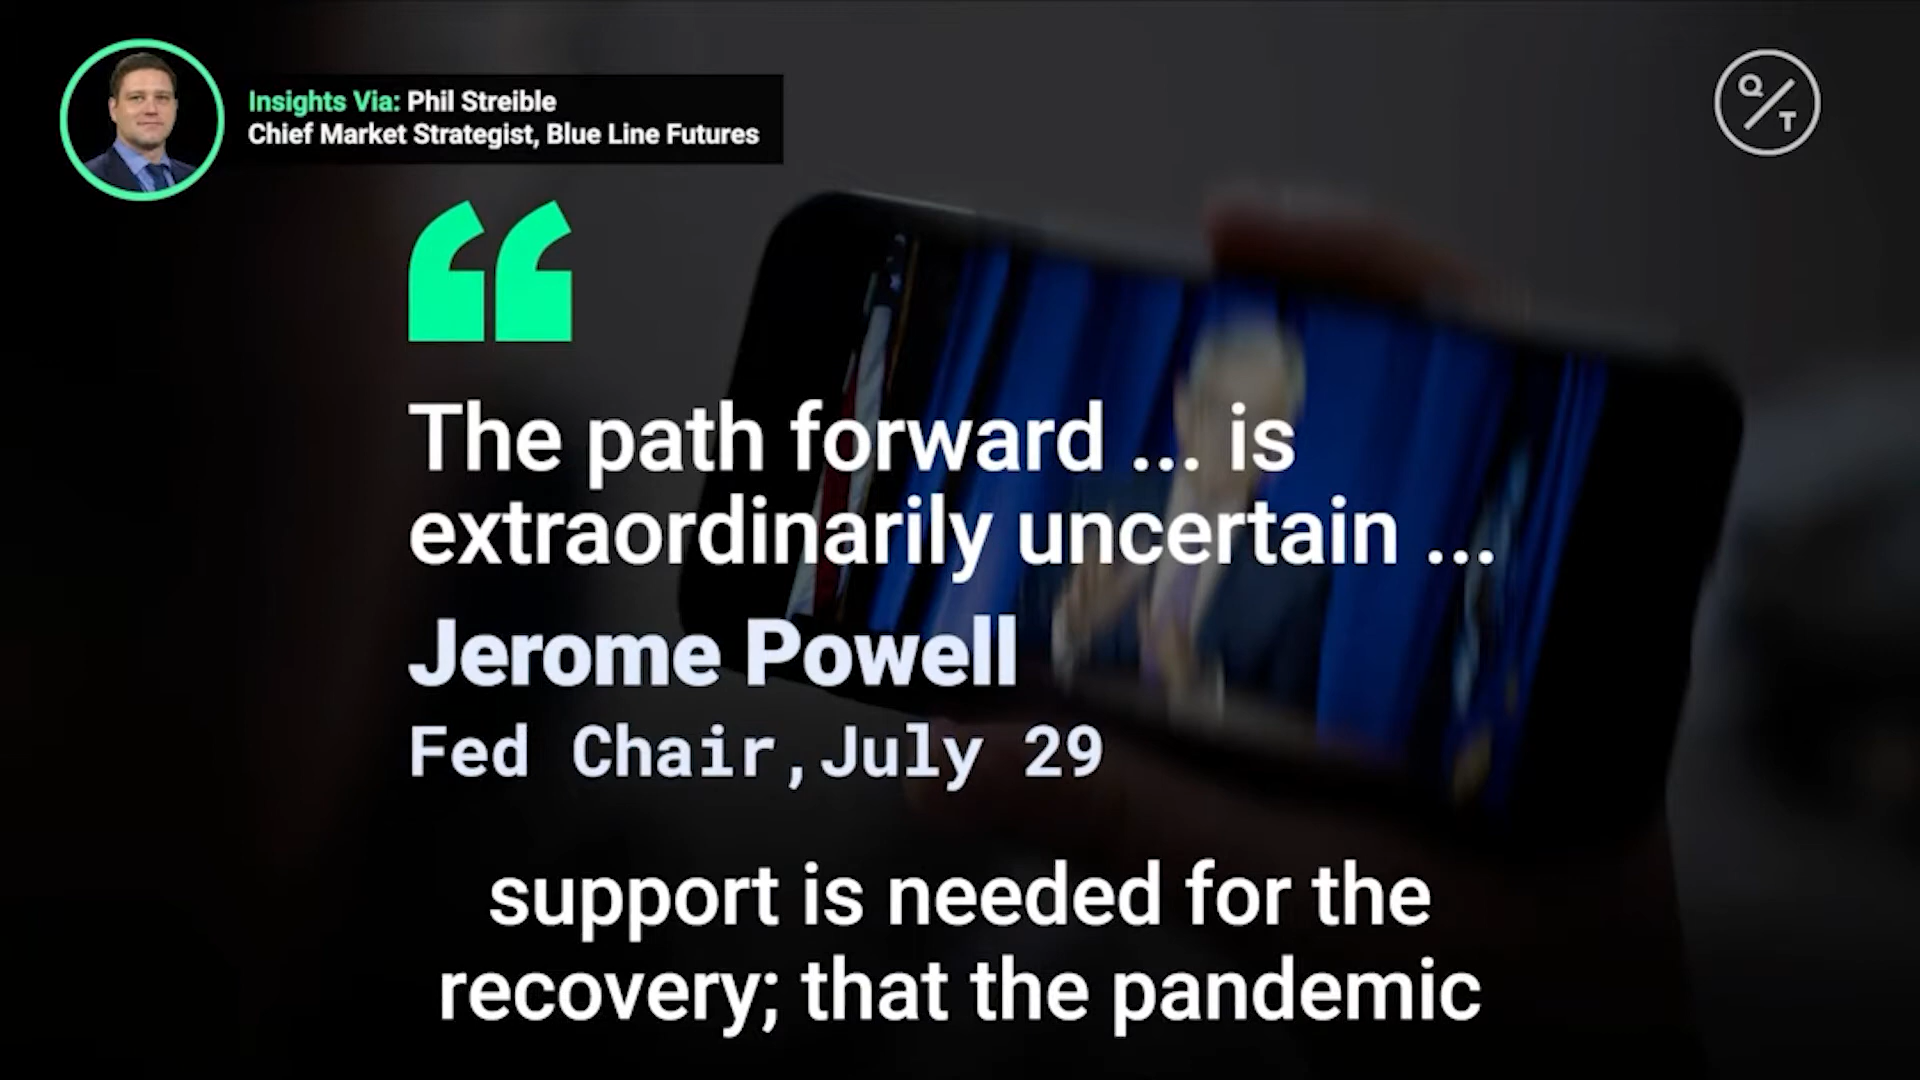 Insights Via: Phil Streible
Chief Market Strategist, Blue Line Futures
Q/T
“
The path forward ... is
extraordinarily uncertain ...
Jerome Powell
Fed Chair,July 29
support is needed for the
recovery; that the pandemic